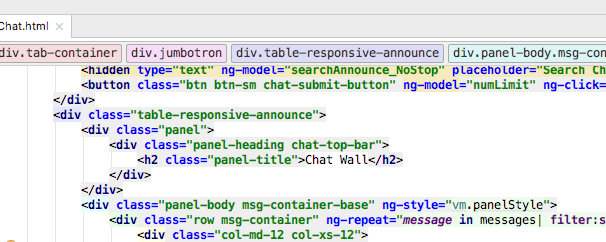 Chat.html ×
div.tab-container div.jumbotron div.table-responsive-announce div.panel-body.msg-con
<hidden type="text" ng-model="searchAnnounce_NoStop" placeholder="Search Ch
<button class="btn btn-sm chat-submit-button" ng-model="numLimit" ng-click=
</div>
<div class="table-responsive-announce">
<div class="panel">
<div class="panel-heading chat-top-bar">
<h2 class="panel-title">Chat Wall</h2>
</div>
</div>
<div class="panel-body msg-container-base" ng-style="vm.panelStyle">
<div class="row msg-container" ng-repeat="message in messages| filter:s
<div class="col-md-12 col-xs-12">